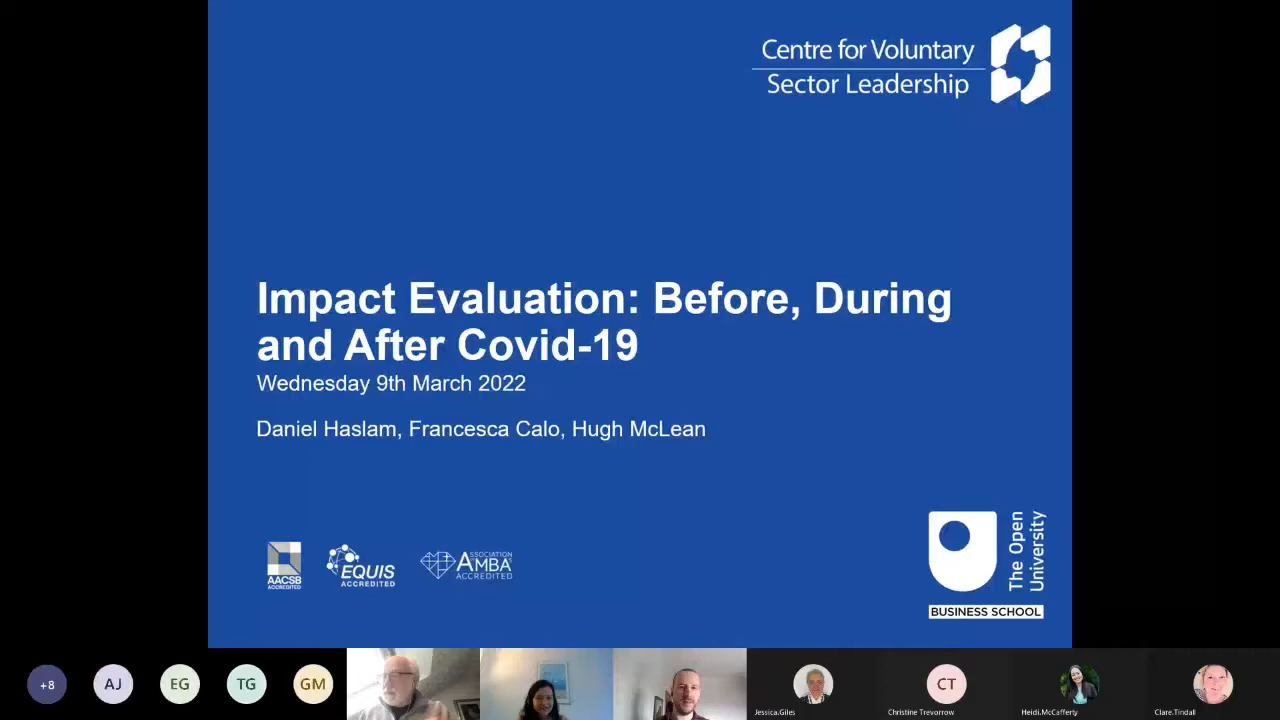 Centre for Voluntary
Sector Leadership
Impact Evaluation: Before, During
and After Covid-19
Wednesday 9th March 2022
Daniel Haslam, Francesca Calo, Hugh McLean
AACSB
ACCREDITED
EQUIS
ACCREDITED
ASSOCIATION
AMBA
ACCREDITED
The Open
University
BUSINESS SCHOOL
+8
AJ
EG
TG
GM
CT
Jessica.Giles
Christine Trevorrow
Heidi.McCafferty
Clare.Tindall